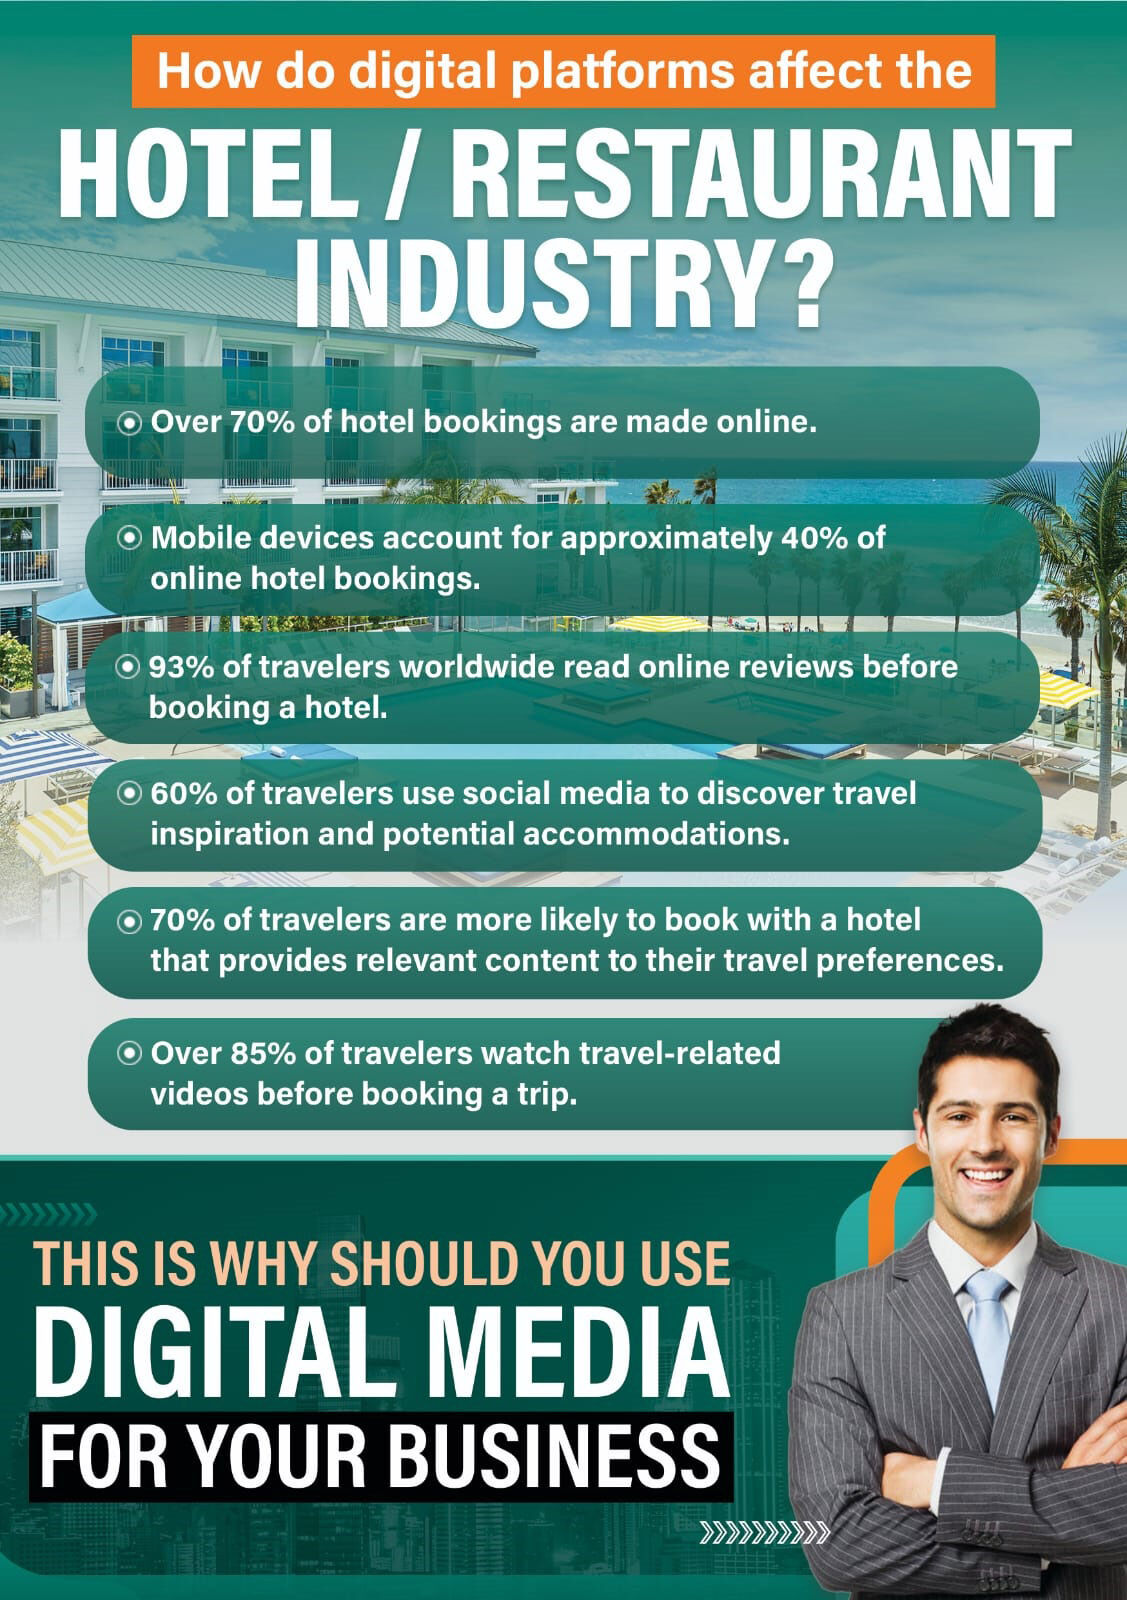 How do digital platforms affect the
HOTEL / RESTAURANT
INDUSTRY?
Over 70% of hotel bookings are made online.
Mobile devices account for approximately 40% of
online hotel bookings.
93% of travelers worldwide read online reviews before
booking a hotel.
60% of travelers use social media to discover travel
inspiration and potential accommodations.
70% of travelers are more likely to book with a hotel
that provides relevant content to their travel preferences.
Over 85% of travelers watch travel-related
videos before booking a trip.
THIS IS WHY SHOULD YOU USE
DIGITAL MEDIA
FOR YOUR BUSINESS